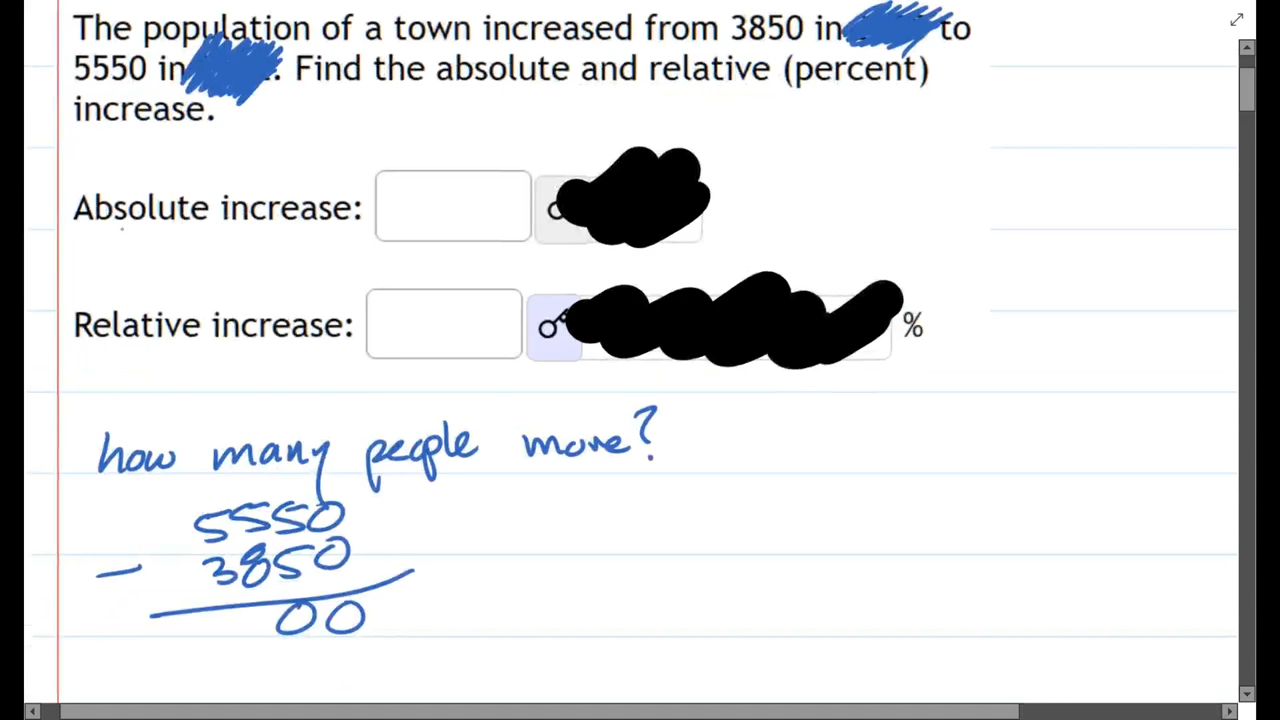 The population of a town increased from 3850 in to
5550 in . Find the absolute and relative (percent)
increase.
Absolute increase:
Relative increase: %
how many people more?
5550
- 3850
00